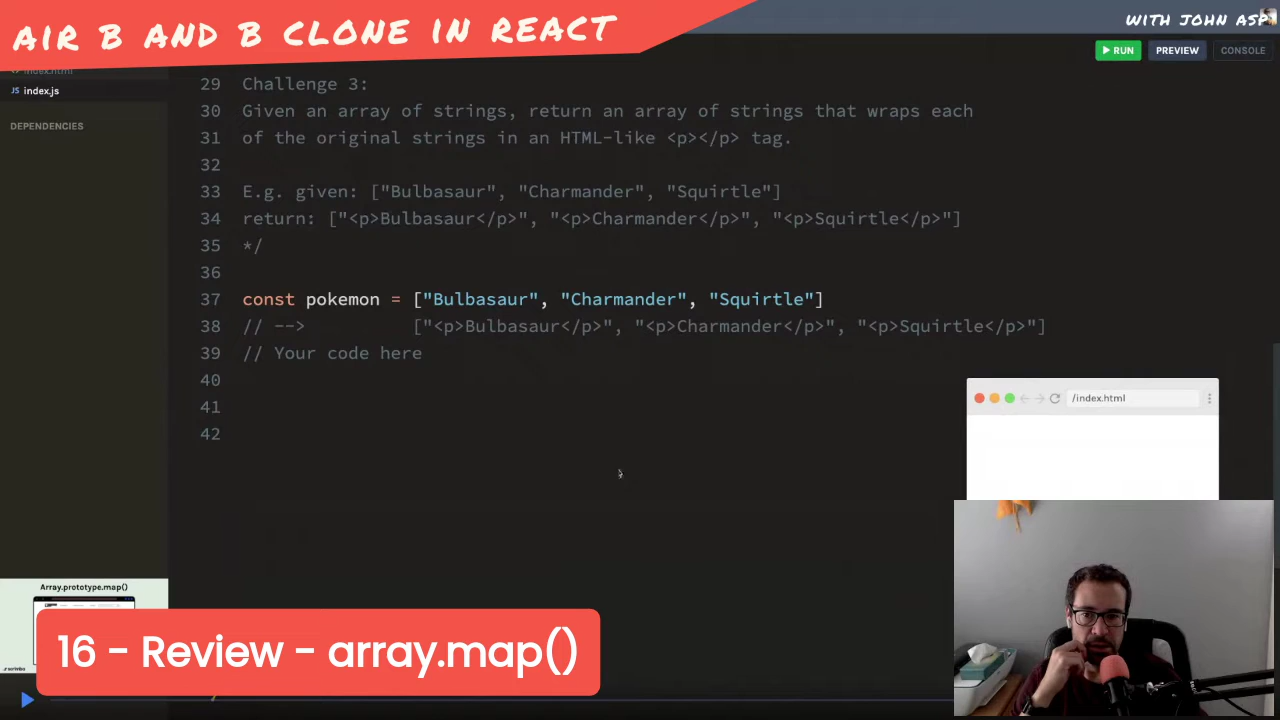 AIR B AND B CLONE IN REACT
WITH JOHN ASP
RUN
PREVIEW
CONSOLE
index.html
JS index.js
DEPENDENCIES
29 Challenge 3:
30 Given an array of strings, return an array of strings that wraps each
31 of the original strings in an HTML-like <p></p> tag.
32
33 E.g. given: ["Bulbasaur", "Charmander", "Squirtle"]
34 return: ["<p>Bulbasaur</p>", "<p>Charmander</p>", "<p>Squirtle</p>"]
35 */
36
37 const pokemon = ["Bulbasaur", "Charmander", "Squirtle"]
38 // --> ["<p>Bulbasaur</p>", "<p>Charmander</p>", "<p>Squirtle</p>"]
39 // Your code here
40
41
42
/index.html
Array.prototype.map()
16 - Review - array.map()